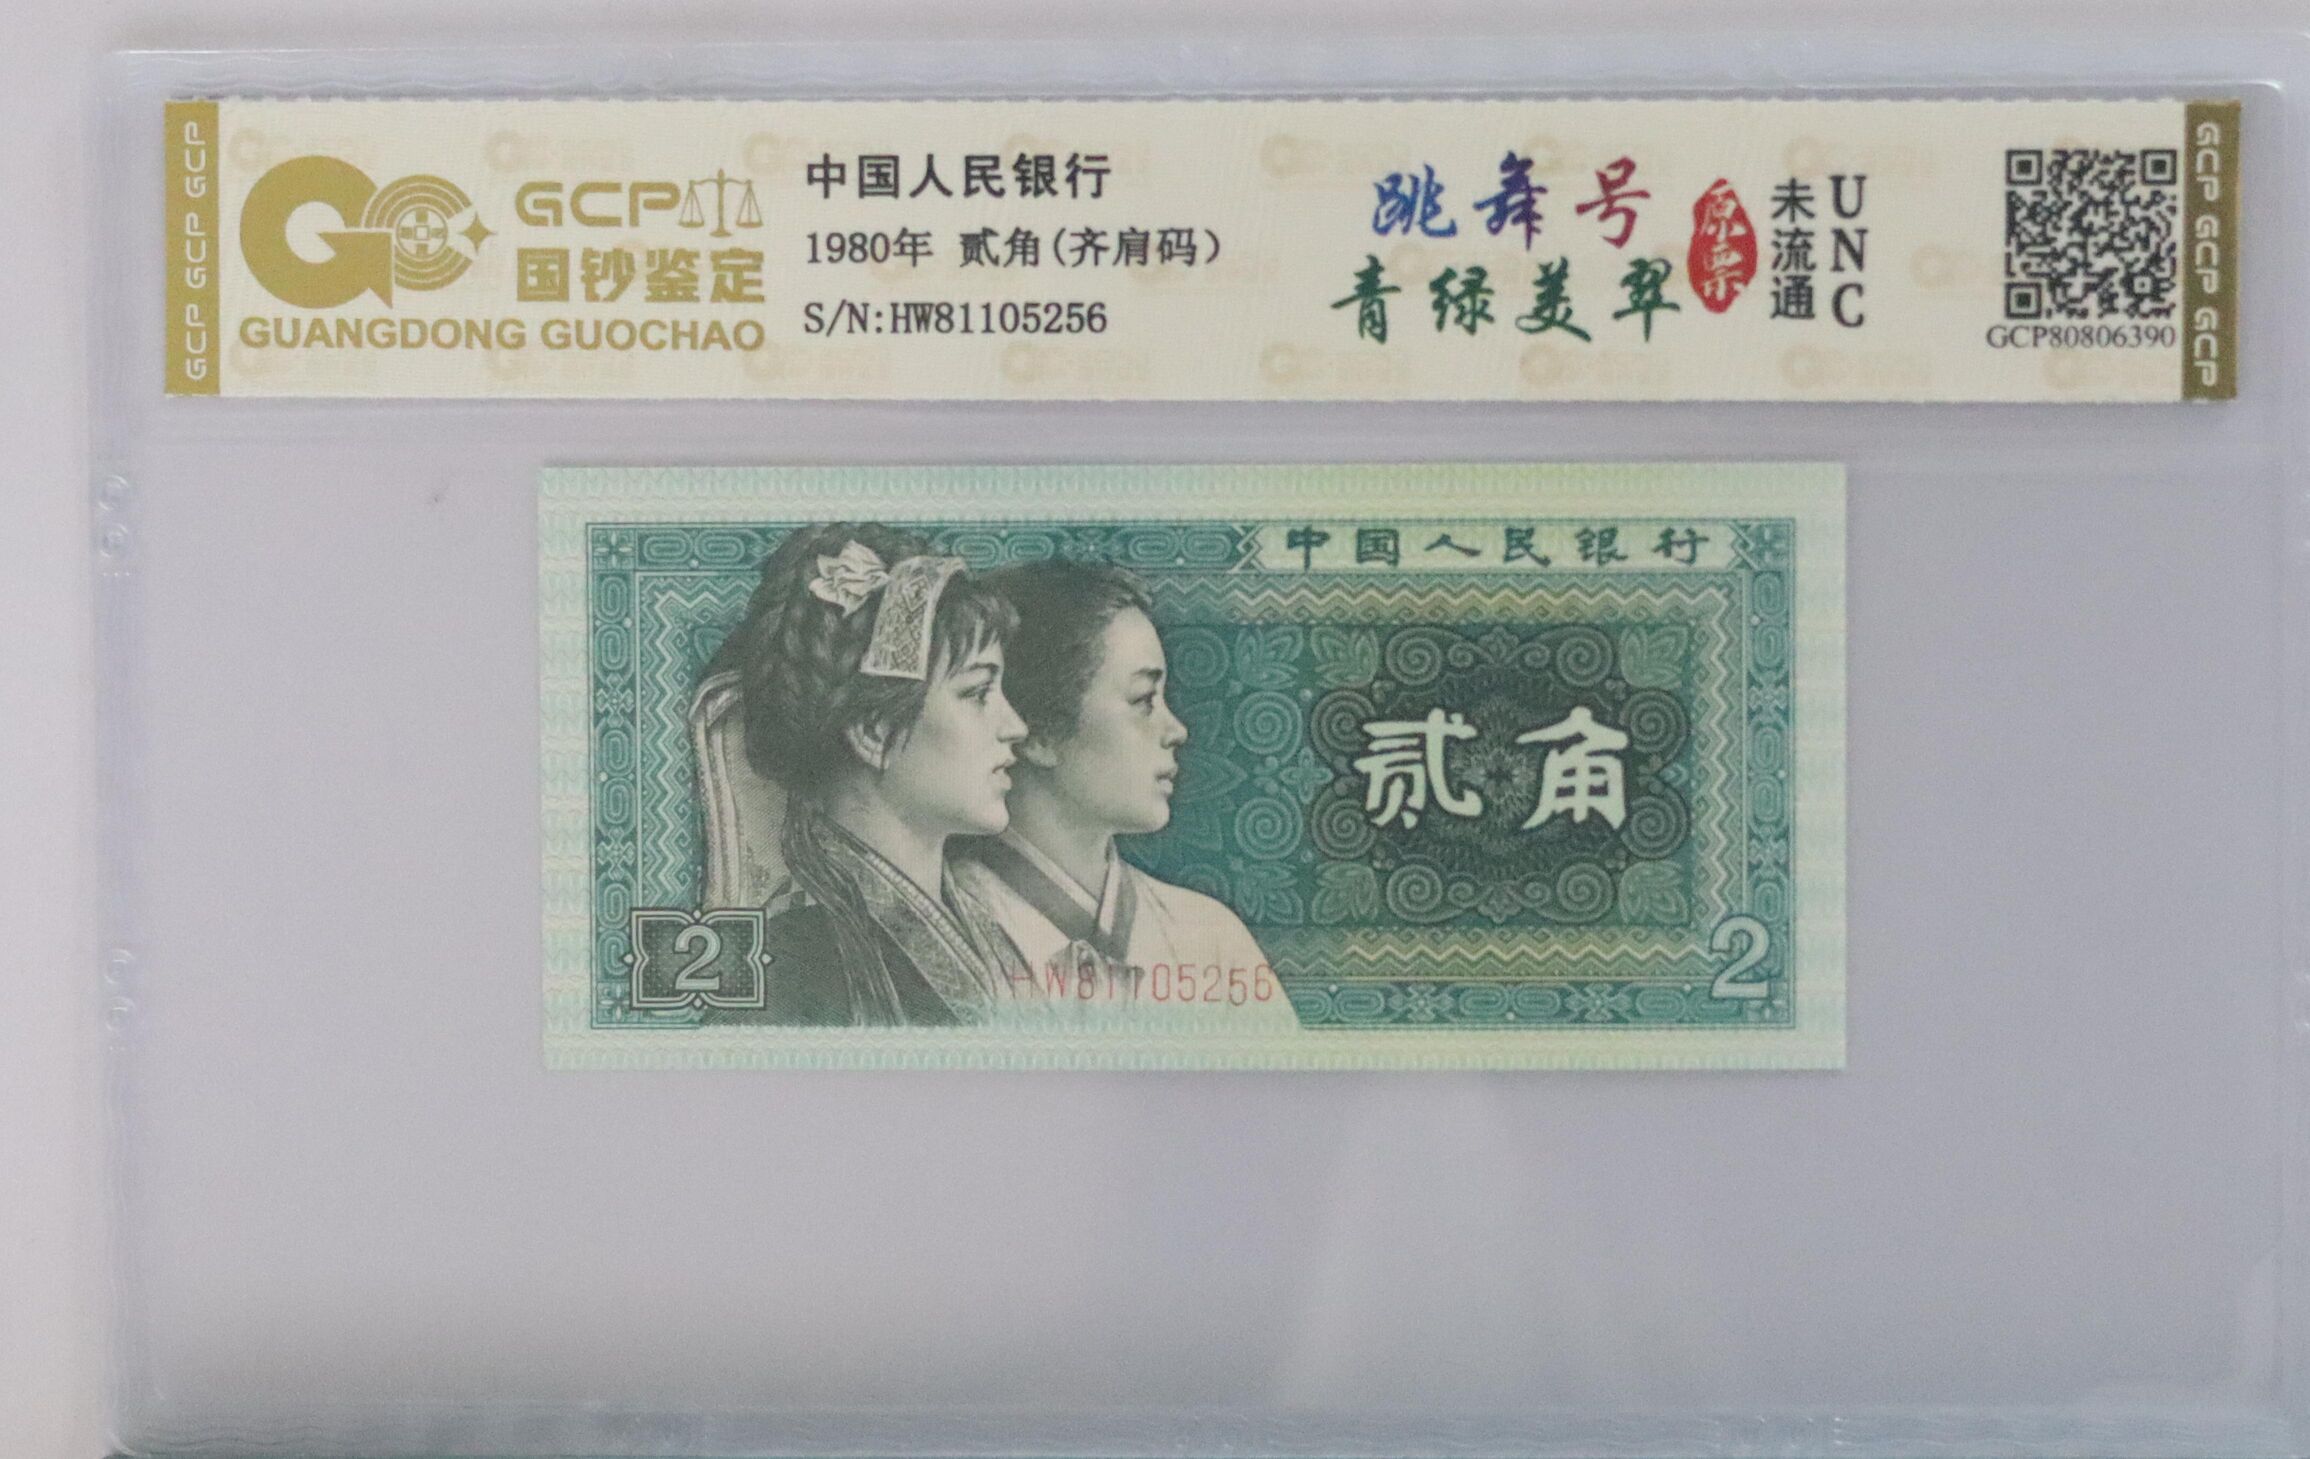 GCP GCP GCP
GCP
国钞鉴定
GUANGDONG GUOCHAO
中国人民银行
1980年 贰角(齐肩码)
S/N:HW81105256
跳舞号
青绿美翠
原票
未流通
UNC
GCP80806390
GCP GCP GCP
中国人民银行
贰角
2
HW81105256
2